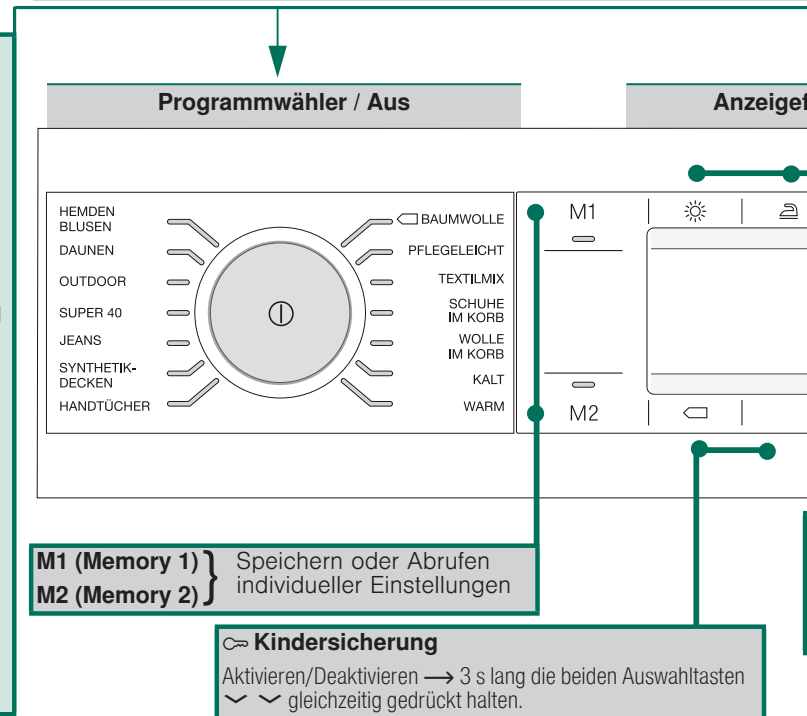 Programmwähler / Aus
Anzeigef
HEMDEN
BLUSEN
DAUNEN
OUTDOOR
SUPER 40
JEANS
SYNTHETIK-
DECKEN
HANDTÜCHER
BAUMWOLLE
PFLEGELEICHT
TEXTILMIX
SCHUHE
IM KORB
WOLLE
IM KORB
KALT
WARM
M1
M2
M1 (Memory 1)
M2 (Memory 2)
Speichern oder Abrufen
individueller Einstellungen
Kindersicherung
Aktivieren/Deaktivieren → 3 s lang die beiden Auswahltasten
gleichzeitig gedrückt halten.